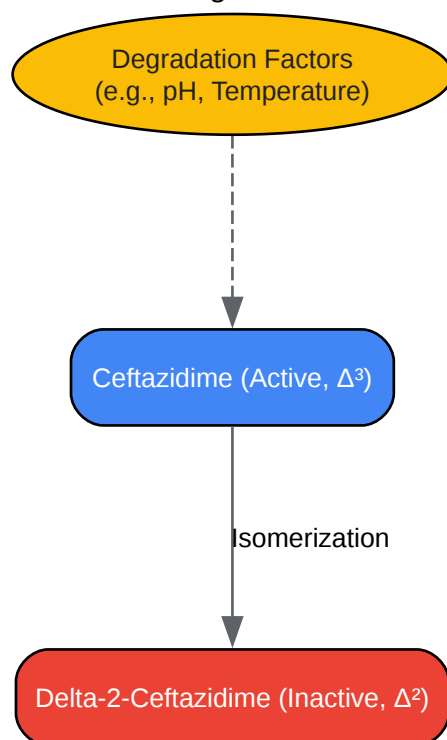 Degradation Factors
(e.g., pH, Temperature)
Ceftazidime (Active, Δ³)
Isomerization
Delta-2-Ceftazidime (Inactive, Δ²)